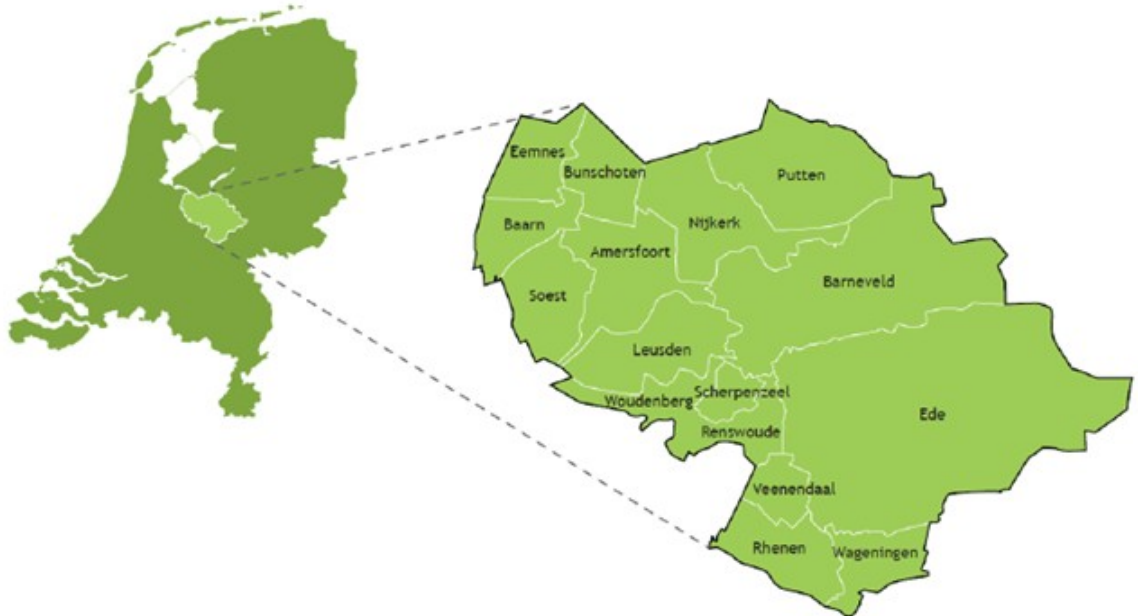 Eemnes
Bunschoten
Putten
Baarn
Nijkerk
Amersfoort
Soest
Barneveld
Leusden
Scherpenzeel
Woudenberg
Ede
Renswoude
Veenendaal
Rhenen
Wageningen